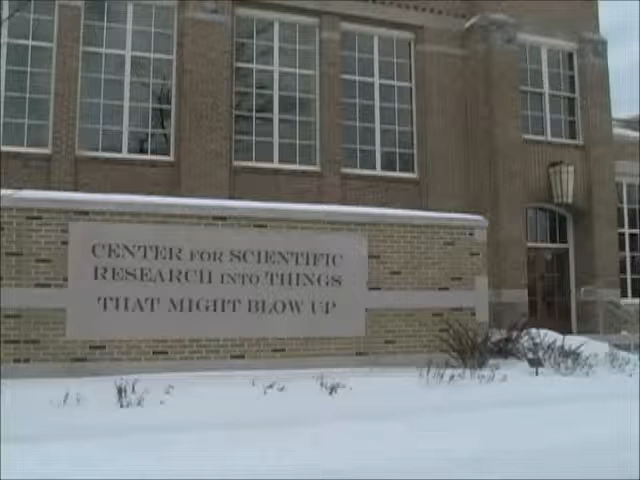 CENTER FOR SCIENTIFIC
RESEARCH INTO THINGS
THAT MIGHT BLOW UP